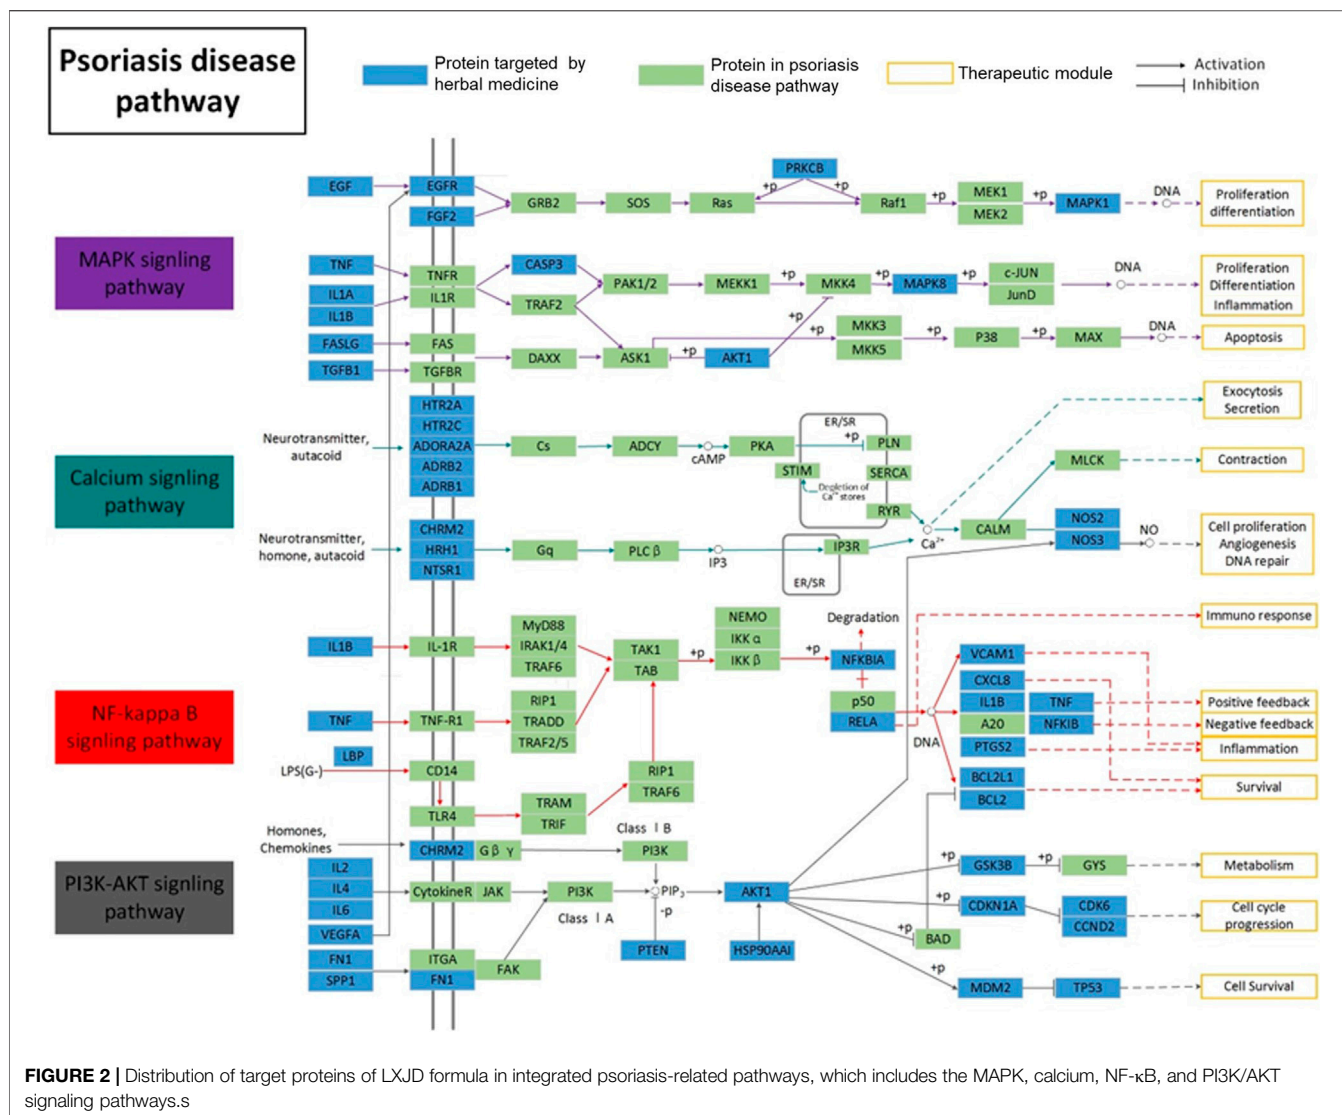 Psoriasis disease
pathway
Protein targeted by
herbal medicine
Protein in psoriasis
disease pathway
Therapeutic module
Activation
Inhibition
MAPK signling
pathway
EGF
EGFR
FGF2
GRB2
SOS
Ras
+p
PRKCB
+p
Raf1
+p
MEK1
MEK2
+p
MAPK1
DNA
Proliferation
differentiation
TNF
IL1A
IL1B
TNFR
IL1R
CASP3
TRAF2
PAK1/2
MEKK1
+p
MKK4
+p
MAPK8
+p
c-JUN
JunD
DNA
Proliferation
Differentiation
Inflammation
FASLG
TGFB1
FAS
TGFBR
DAXX
ASK1
+p
AKT1
+p
+p
MKK3
MKK5
+p
P38
+p
MAX
DNA
Apoptosis
Calcium signling
pathway
Neurotransmitter,
autacoid
HTR2A
HTR2C
ADORA2A
ADRB2
ADRB1
Cs
ADCY
cAMP
PKA
ER/SR
+p
PLN
STIM
SERCA
Depletion of
Ca²⁺ stores
RYR
Exocytosis
Secretion
MLCK
Contraction
Neurotransmitter,
homone, autacoid
CHRM2
HRH1
NTSR1
Gq
PLC β
IP3
IP3R
ER/SR
Ca²⁺
CALM
NOS2
NOS3
NO
Cell proliferation
Angiogenesis
DNA repair
NF-kappa B
signling pathway
IL1B
IL-1R
MyD88
IRAK1/4
TRAF6
TAK1
TAB
+p
NEMO
IKK α
IKK β
+p
Degradation
NFKBIA
p50
RELA
DNA
Immuno response
TNF
TNF-R1
RIP1
TRADD
TRAF2/5
LBP
LPS(G-)
CD14
TLR4
TRAM
TRIF
RIP1
TRAF6
VCAM1
CXCL8
IL1B
TNF
A20
NFKIB
PTGS2
BCL2L1
BCL2
Positive feedback
Negative feedback
Inflammation
Survival
PI3K-AKT signling
pathway
Homones,
Chemokines
CHRM2
G β γ
Class I B
PI3K
IL2
IL4
IL6
VEGFA
CytokineR
JAK
PI3K
Class I A
PIP₃
-p
PTEN
AKT1
HSP90AAI
FN1
SPP1
ITGA
FN1
FAK
+p
GSK3B
+p
GYS
Metabolism
+p
CDKN1A
CDK6
CCND2
Cell cycle
progression
+p
BAD
+p
MDM2
TP53
Cell Survival
FIGURE 2 | Distribution of target proteins of LXJD formula in integrated psoriasis-related pathways, which includes the MAPK, calcium, NF-κB, and PI3K/AKT
signaling pathways.s